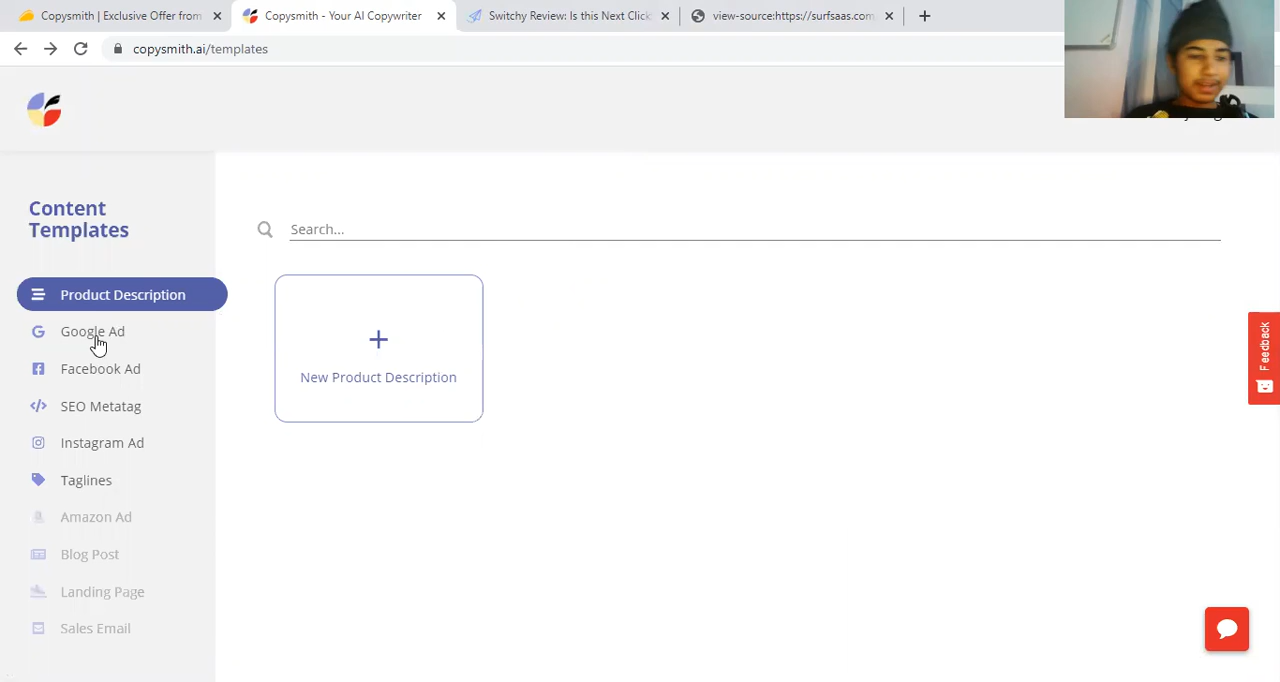 Copysmith | Exclusive Offer from
Copysmith - Your AI Copywriter
Switchy Review: Is this Next Click
view-source:https://surfsaas.com
copysmith.ai/templates
Content
Templates
Search...
Product Description
Google Ad
Facebook Ad
SEO Metatag
Instagram Ad
Taglines
Amazon Ad
Blog Post
Landing Page
Sales Email
New Product Description
Feedback